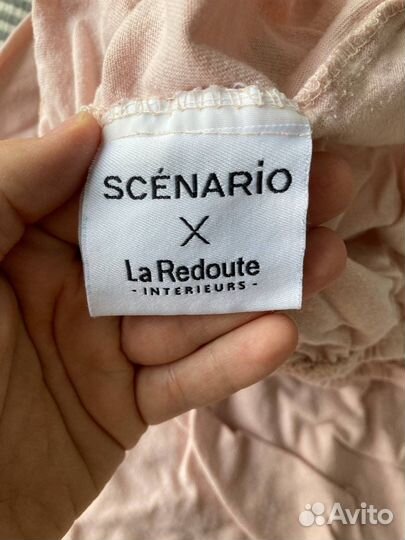 SCÉNARiO
X
La Redoute
- INTERIEURS -
Avito